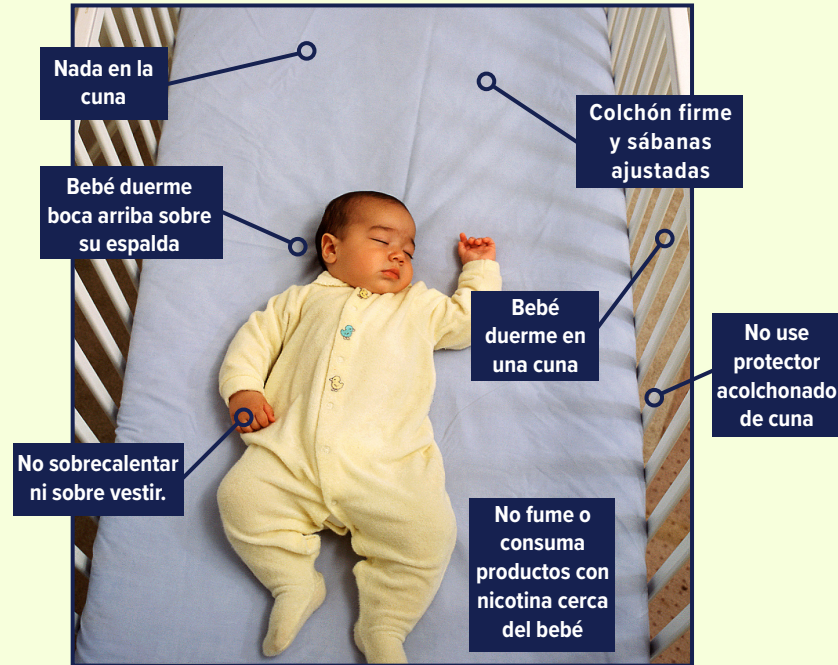 Nada en la
cuna
Colchón firme
y sábanas
ajustadas
Bebé duerme
boca arriba sobre
su espalda
Bebé
duerme en
una cuna
No use
protector
acolchonado
de cuna
No sobrecalentar
ni sobre vestir.
No fume o
consuma
productos con
nicotina cerca
del bebé